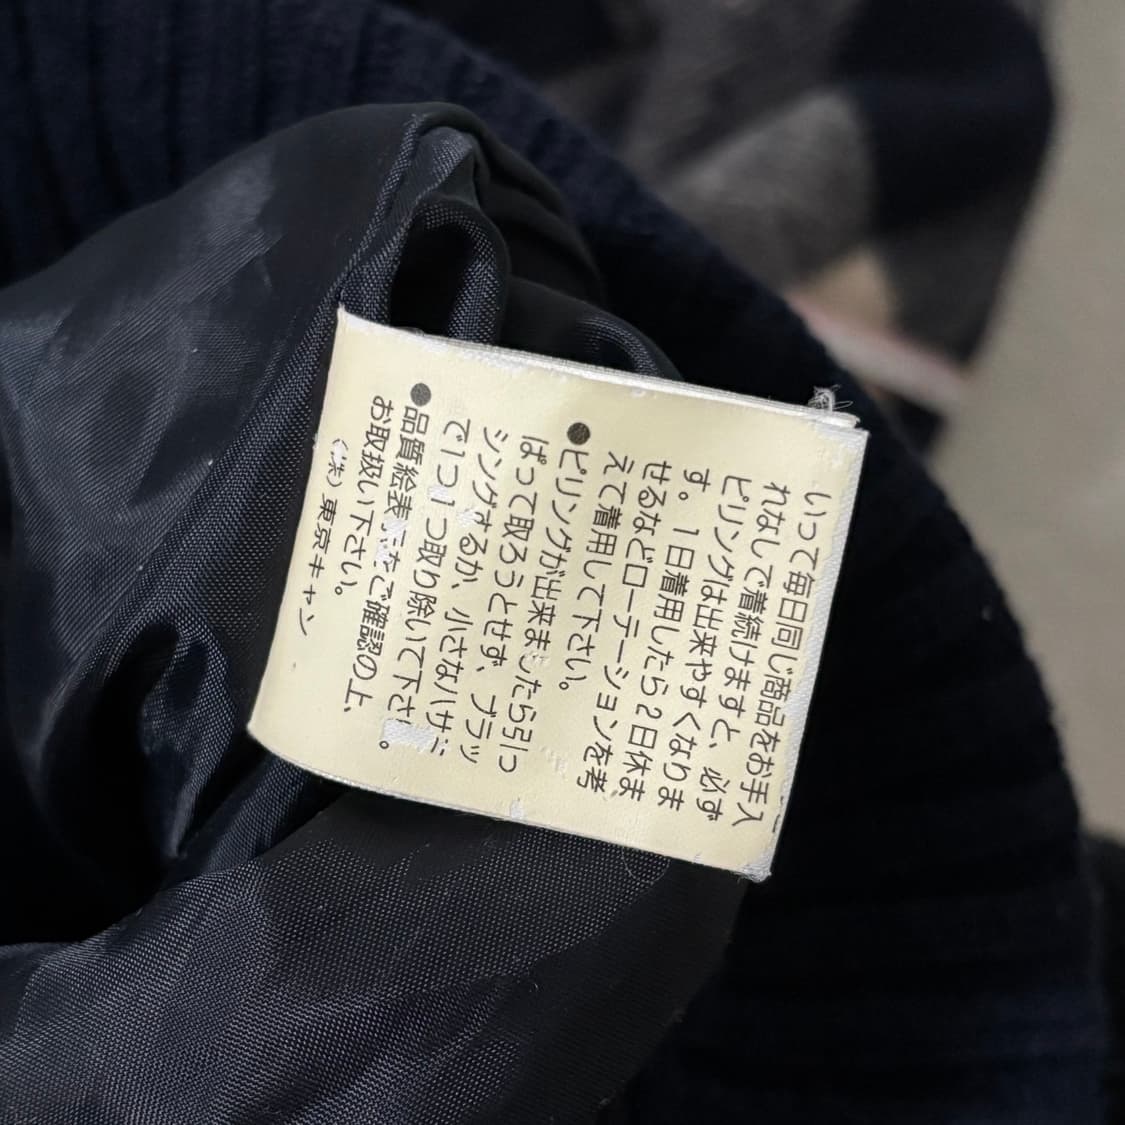 いって毎日同じ商品をお手入
れなしで着続けますと、必ず
ピリングは出来やすくなりま
す。1日着用したら2日休ま
せるなどローテーションを考
えて着用して下さい。
●ピリングが出来ましたら引っ
ぱって取ろうとせず、ブラッ
シングするか、小さなハサミ
で1つ1つ取り除いて下さい。
●品質絵表示をご確認の上、
お取扱い下さい。
(株)東京キャン